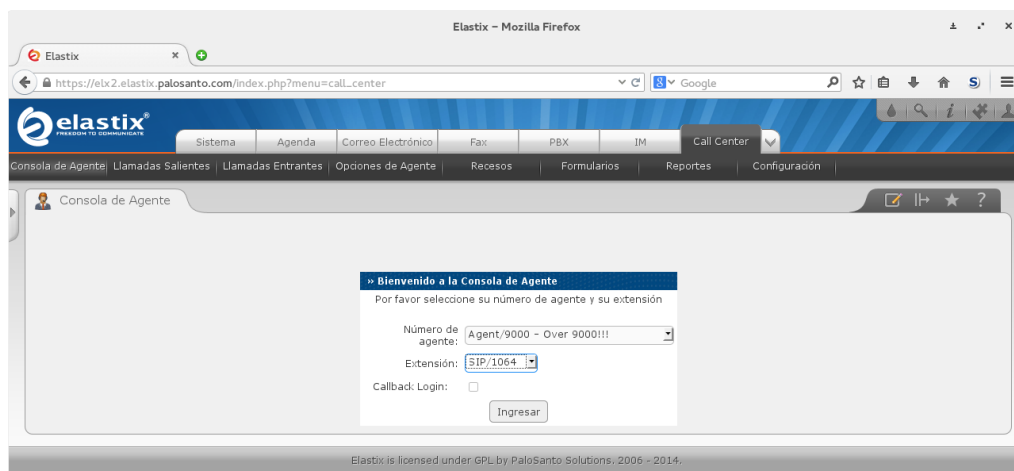 Elastix - Mozilla Firefox
Elastix
https://elx2.elastix.palosanto.com/index.php?menu=call_center
Google
elastix®
FREEDOM TO COMMUNICATE
Sistema
Agenda
Correo Electrónico
Fax
PBX
IM
Call Center
Consola de Agente
Llamadas Salientes
Llamadas Entrantes
Opciones de Agente
Recesos
Formularios
Reportes
Configuración
Consola de Agente
» Bienvenido a la Consola de Agente
Por favor seleccione su número de agente y su extensión
Número de
agente:
Agent/9000 - Over 9000!!!
Extensión:
SIP/1064
Callback Login:
Ingresar
Elastix is licensed under GPL by PaloSanto Solutions. 2006 - 2014.